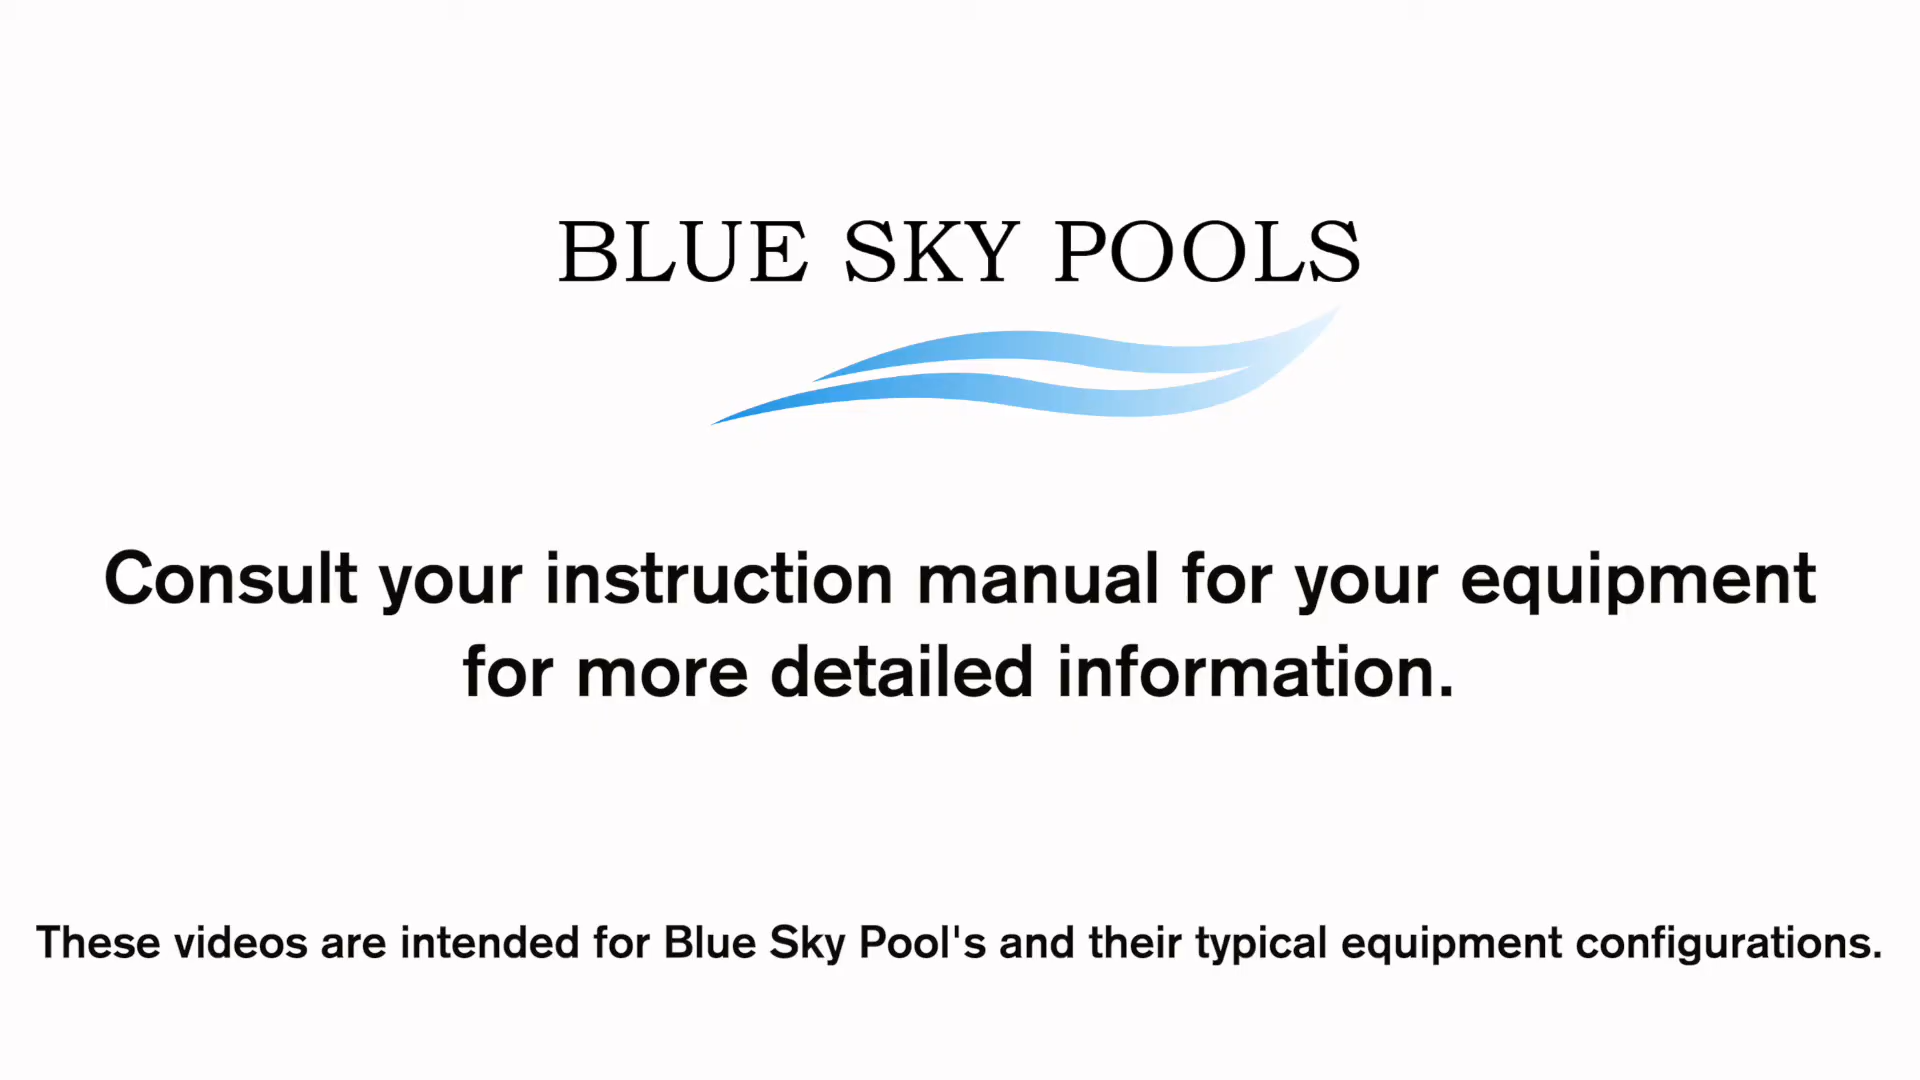 BLUE SKY POOLS
Consult your instruction manual for your equipment
for more detailed information.
These videos are intended for Blue Sky Pool's and their typical equipment configurations.